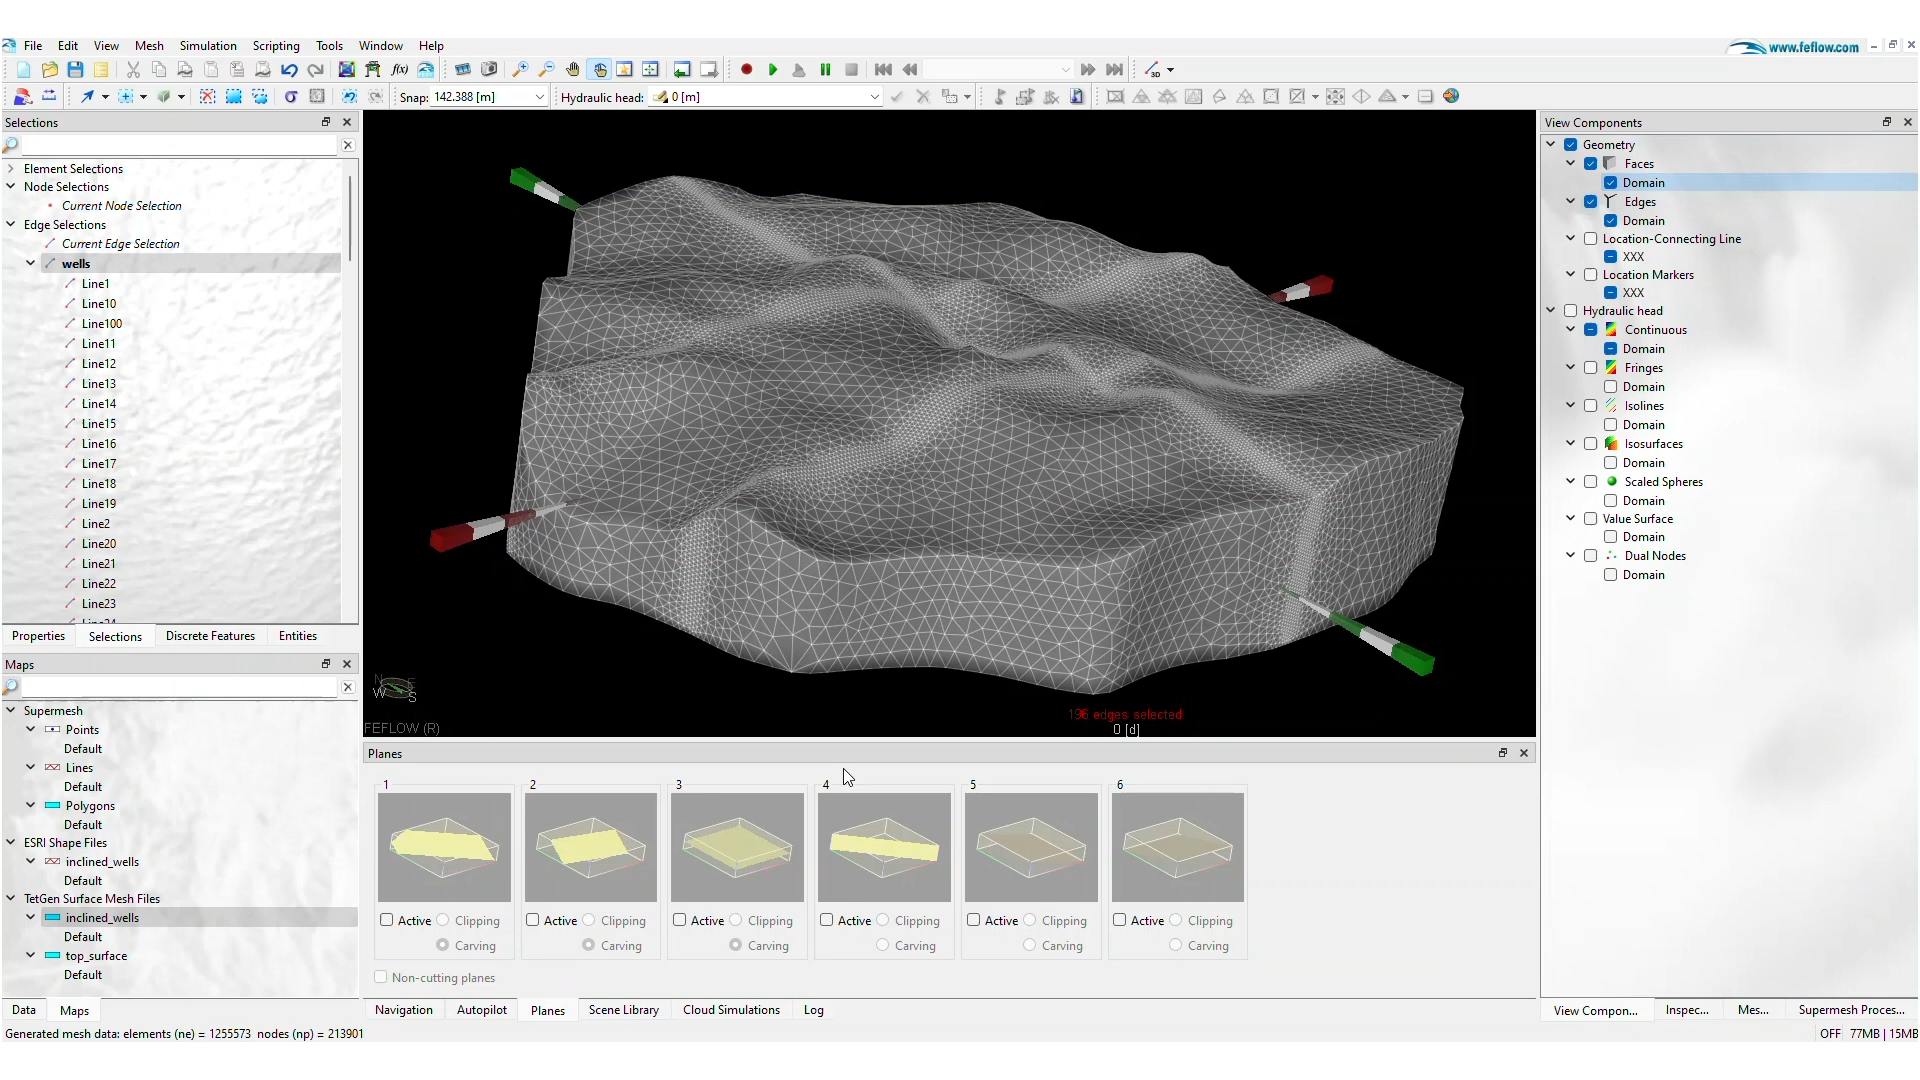 File Edit View Mesh Simulation Scripting Tools Window Help
www.feflow.com
f(x)
3D
Snap: 142.388 [m]
Hydraulic head: 0 [m]
Selections
Element Selections
Node Selections
Current Node Selection
Edge Selections
Current Edge Selection
wells
Line1
Line10
Line100
Line11
Line12
Line13
Line14
Line15
Line16
Line17
Line18
Line19
Line2
Line20
Line21
Line22
Line23
Properties Selections Discrete Features Entities
Maps
Supermesh
Points
Default
Lines
Default
Polygons
Default
ESRI Shape Files
inclined_wells
Default
TetGen Surface Mesh Files
inclined_wells
Default
top_surface
Default
Data Maps
Generated mesh data: elements (ne) = 1255573 nodes (np) = 213901
N E
W S
FEFLOW (R)
196 edges selected
0 [d]
Planes
1 2 3 4 5 6
Active Clipping Active Clipping Active Clipping Active Clipping Active Clipping Active Clipping
Carving Carving Carving Carving Carving Carving
Non-cutting planes
Navigation Autopilot Planes Scene Library Cloud Simulations Log
View Components
Geometry
Faces
Domain
Edges
Domain
Location-Connecting Line
XXX
Location Markers
XXX
Hydraulic head
Continuous
Domain
Fringes
Domain
Isolines
Domain
Isosurfaces
Domain
Scaled Spheres
Domain
Value Surface
Domain
Dual Nodes
Domain
View Compon... Inspec... Mes... Supermesh Proces...
OFF 77MB | 15MB